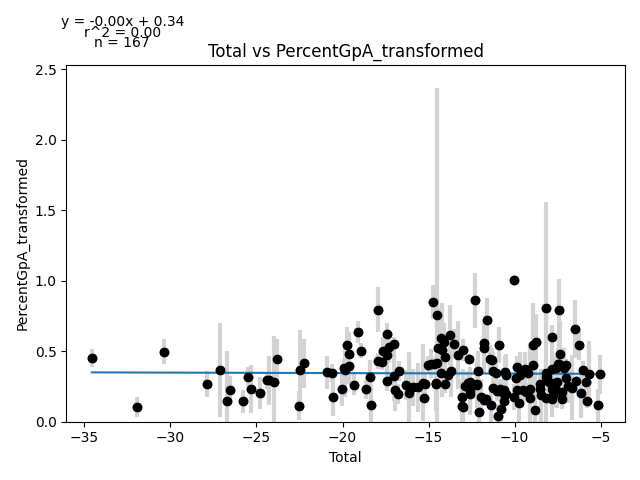 y = -0.00x + 0.34
r^2 = 0.00
n = 167
Total vs PercentGpA_transformed
PercentGpA_transformed
2.5
2.0
1.5
1.0
0.5
0.0
−35
−30
−25
−20
−15
−10
−5
Total